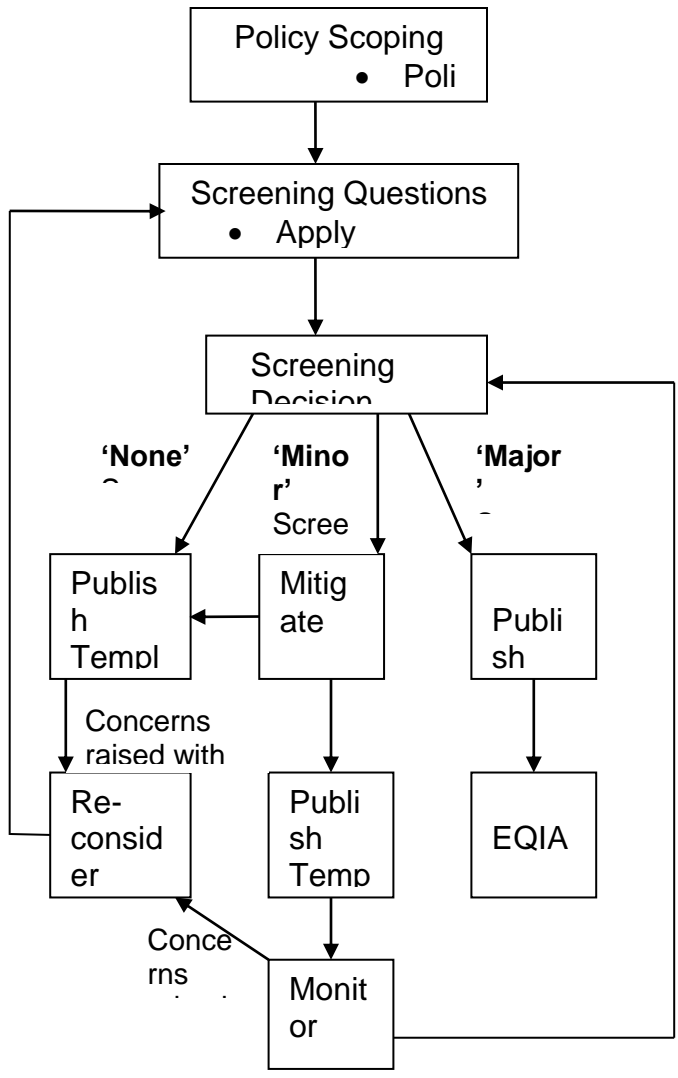 Policy Scoping
• Poli
Screening Questions
• Apply
Screening
Decision
‘None’
‘Mino
r’
Scree
‘Major
’
Publis
h
Templ
Mitig
ate
Publi
sh
Concerns
raised with
Re-
consid
er
Publi
sh
Temp
EQIA
Conce
rns
Monit
or